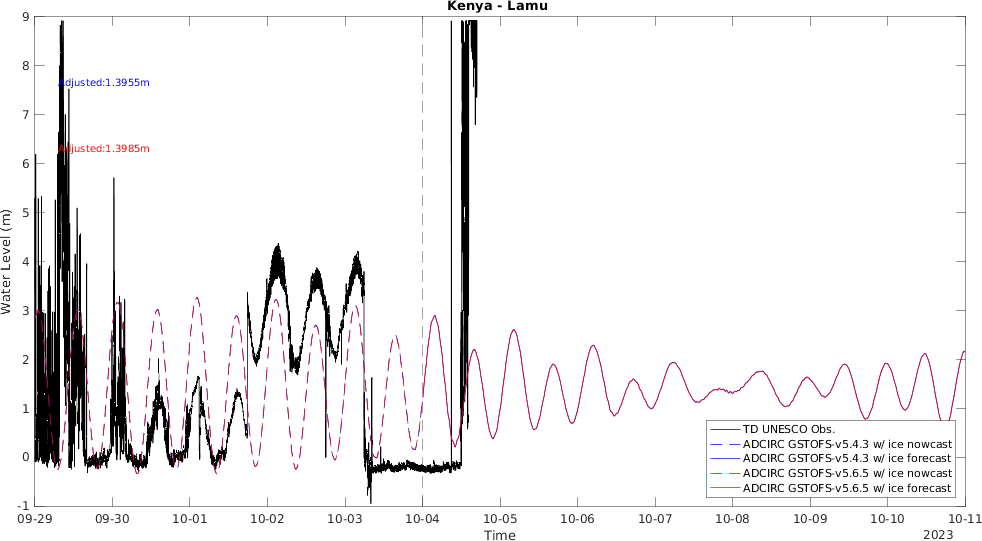 Kenya - Lamu
9
8
7
6
5
4
3
2
1
0
-1
Water Level (m)
Adjusted:1.3955m
Adjusted:1.3985m
TD UNESCO Obs.
ADCIRC GSTOFS-v5.4.3 w/ ice nowcast
ADCIRC GSTOFS-v5.4.3 w/ ice forecast
ADCIRC GSTOFS-v5.6.5 w/ ice nowcast
ADCIRC GSTOFS-v5.6.5 w/ ice forecast
09-29 09-30 10-01 10-02 10-03 10-04 10-05 10-06 10-07 10-08 10-09 10-10 10-11
Time 2023